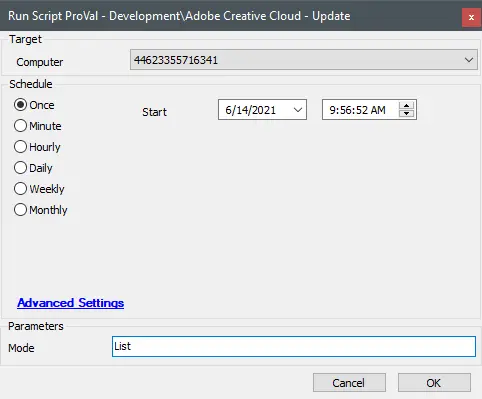 Run Script ProVal - Development\Adobe Creative Cloud - Update
x
Target
Computer 44623355716341
Schedule
Once Start 6/14/2021 9:56:52 AM
Minute
Hourly
Daily
Weekly
Monthly
Advanced Settings
Parameters
Mode List
Cancel OK